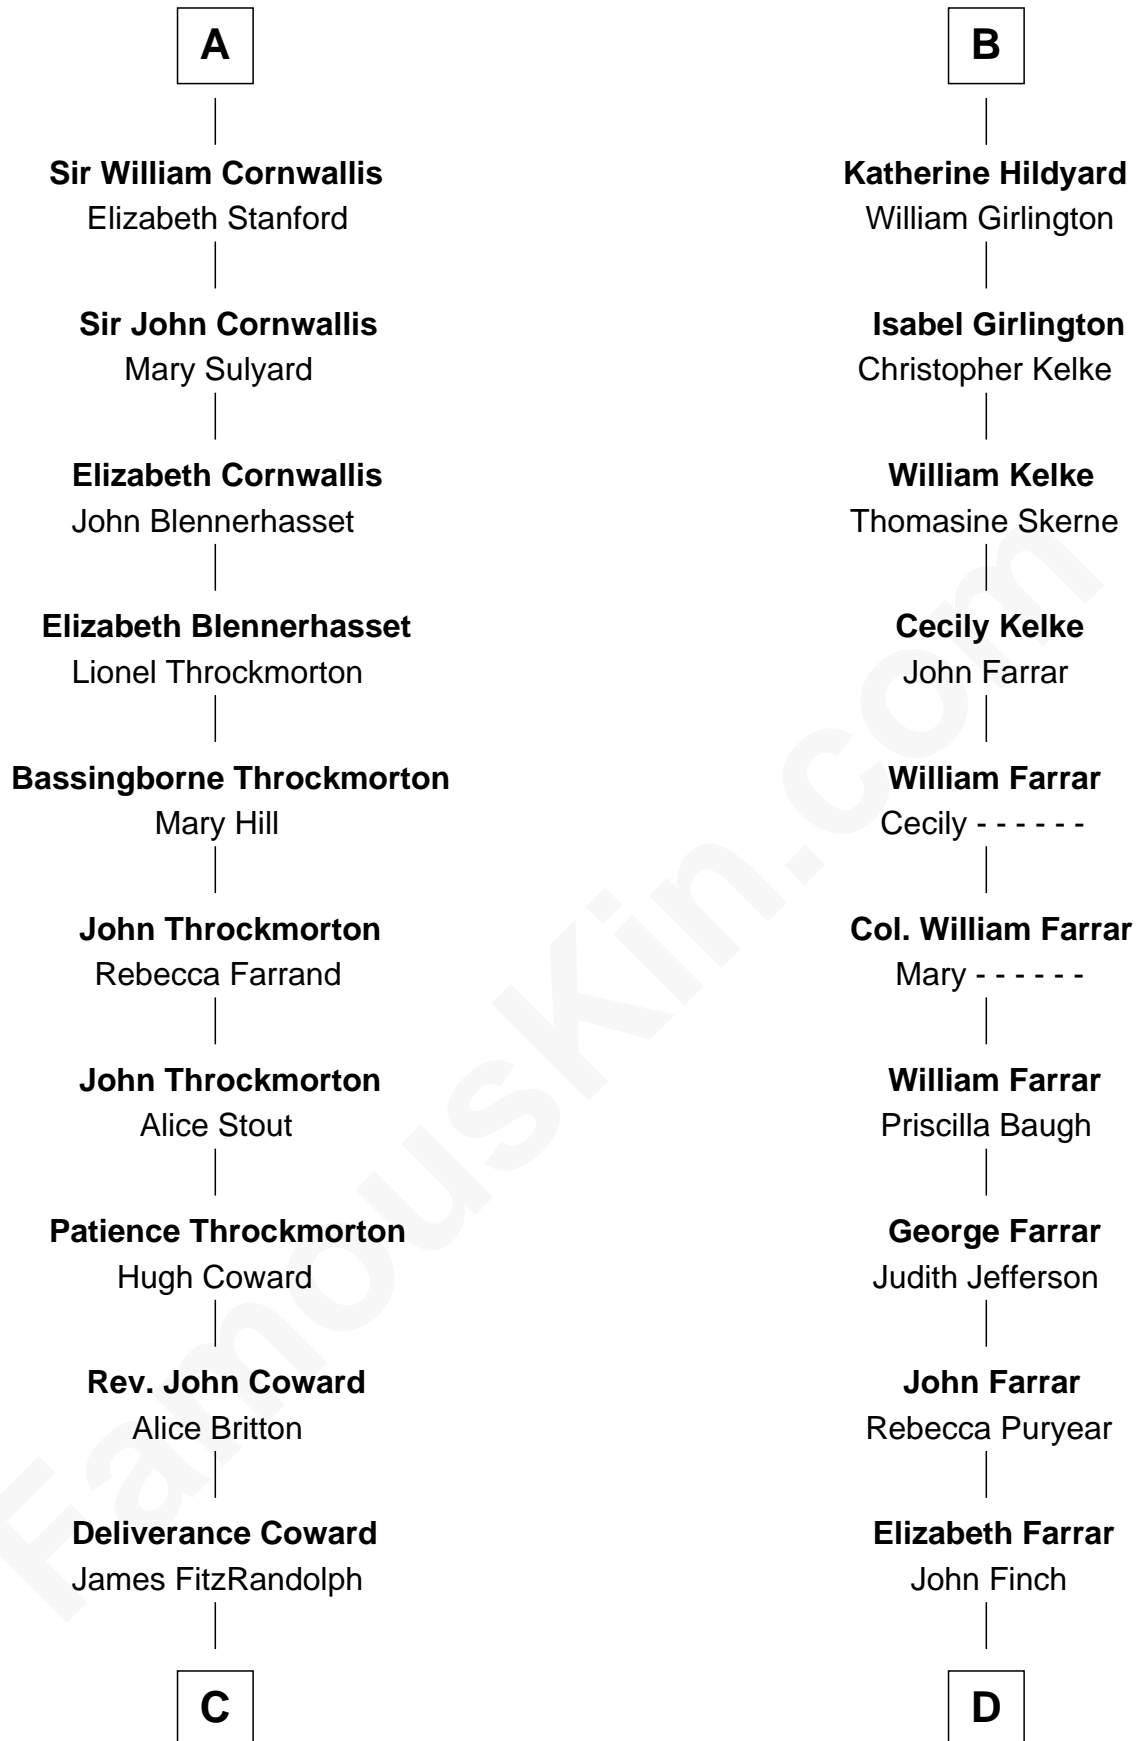 A
Sir William Cornwallis
Elizabeth Stanford
Sir John Cornwallis
Mary Sulyard
Elizabeth Cornwallis
John Blennerhasset
Elizabeth Blennerhasset
Lionel Throckmorton
Bassingborne Throckmorton
Mary Hill
John Throckmorton
Rebecca Farrand
John Throckmorton
Alice Stout
Patience Throckmorton
Hugh Coward
Rev. John Coward
Alice Britton
Deliverance Coward
James FitzRandolph
C
B
Katherine Hildyard
William Girlington
Isabel Girlington
Christopher Kelke
William Kelke
Thomasine Skerne
Cecily Kelke
John Farrar
William Farrar
Cecily - - - - - -
Col. William Farrar
Mary - - - - - -
William Farrar
Priscilla Baugh
George Farrar
Judith Jefferson
John Farrar
Rebecca Puryear
Elizabeth Farrar
John Finch
D
FamousKin.com